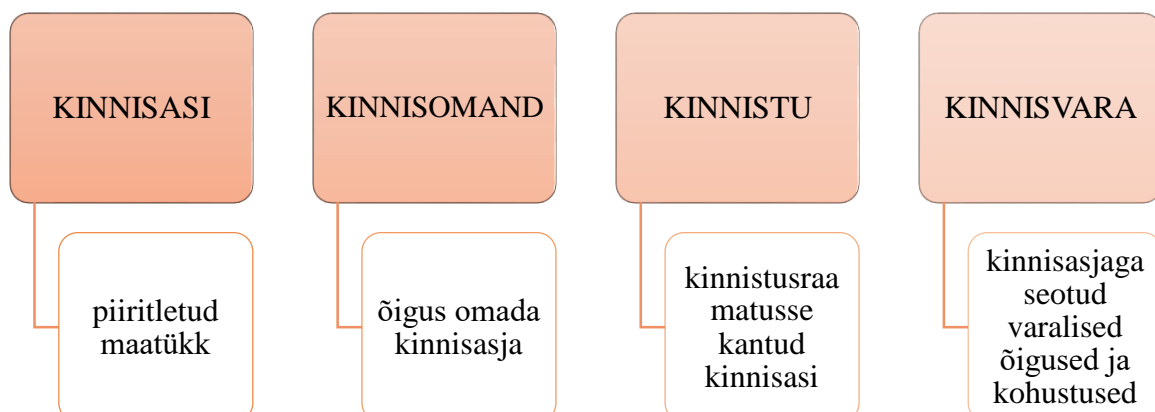 KINNISASI
KINNISOMAND
KINNISTU
KINNISVARA
piiritletud
maatükk
õigus omada
kinnisasja
kinnistusraa
matusse
kantud
kinnisasi
kinnisasjaga
seotud
varalised
õigused ja
kohustused